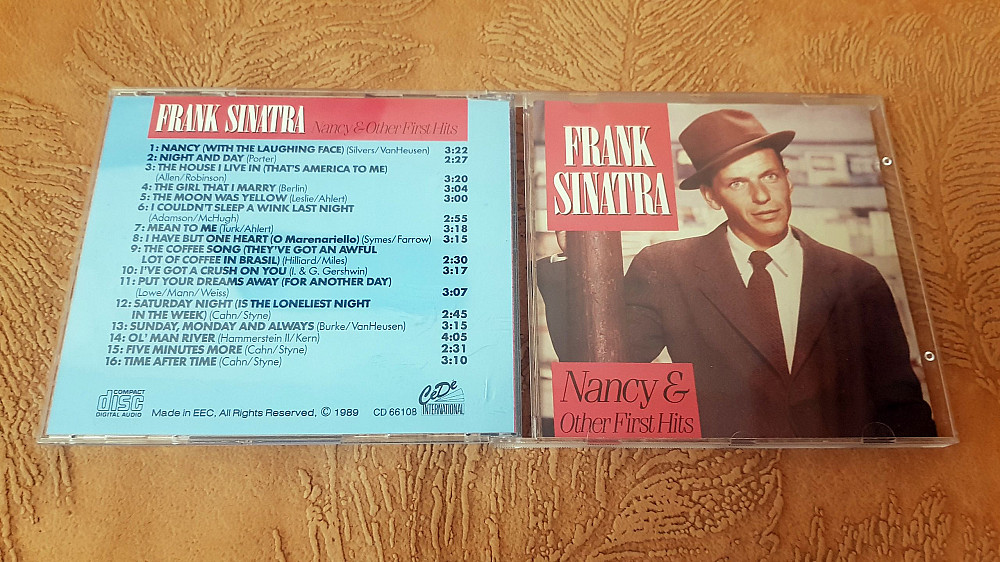 FRANK SINATRA Nancy & Other First Hits
1: NANCY (WITH THE LAUGHING FACE) (Silvers/VanHeusen) 3:22
2: NIGHT AND DAY (Porter) 2:27
3: THE HOUSE I LIVE IN (THAT'S AMERICA TO ME)
(Allen/Robinson) 3:20
4: THE GIRL THAT I MARRY (Berlin) 3:04
5: THE MOON WAS YELLOW (Leslie/Ahlert) 3:00
6: I COULDN'T SLEEP A WINK LAST NIGHT
(Adamson/McHugh) 2:55
7: MEAN TO ME (Turk/Ahlert) 3:18
8: I HAVE BUT ONE HEART (O Marenariello) (Symes/Farrow) 3:15
9: THE COFFEE SONG (THEY'VE GOT AN AWFUL
LOT OF COFFEE IN BRASIL) (Hilliard/Miles) 2:30
10: I'VE GOT A CRUSH ON YOU (I. & G. Gershwin) 3:17
11: PUT YOUR DREAMS AWAY (FOR ANOTHER DAY)
(Lowe/Mann/Weiss) 3:07
12: SATURDAY NIGHT (IS THE LONELIEST NIGHT
IN THE WEEK) (Cahn/Styne) 2:45
13: SUNDAY, MONDAY AND ALWAYS (Burke/VanHeusen) 3:15
14: OL' MAN RIVER (Hammerstein II/Kern) 4:05
15: FIVE MINUTES MORE (Cahn/Styne) 2:31
16: TIME AFTER TIME (Cahn/Styne) 3:10
COMPACT
disc
DIGITAL AUDIO
Made in EEC, All Rights Reserved, © 1989 CD 66108
CeDe
INTERNATIONAL
FRANK
SINATRA
Nancy &
Other First Hits